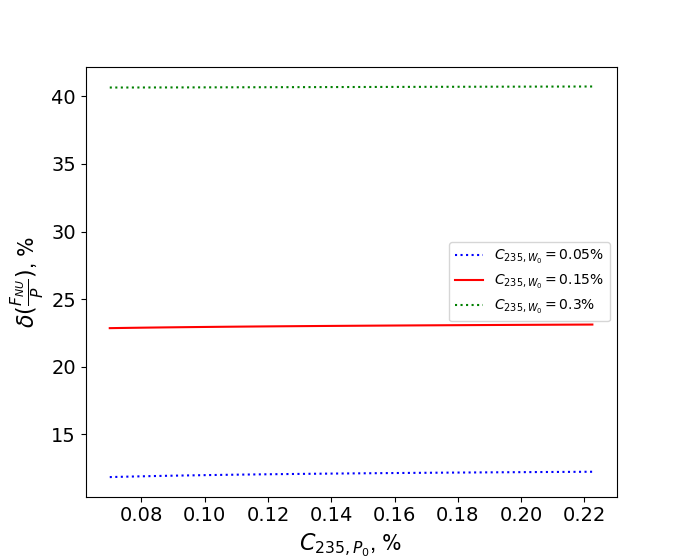 40
35
30
25
20
15
δ(F_NU/P), %
C_235,W_0 = 0.05%
C_235,W_0 = 0.15%
C_235,W_0 = 0.3%
0.08 0.10 0.12 0.14 0.16 0.18 0.20 0.22
C_235,P_0, %